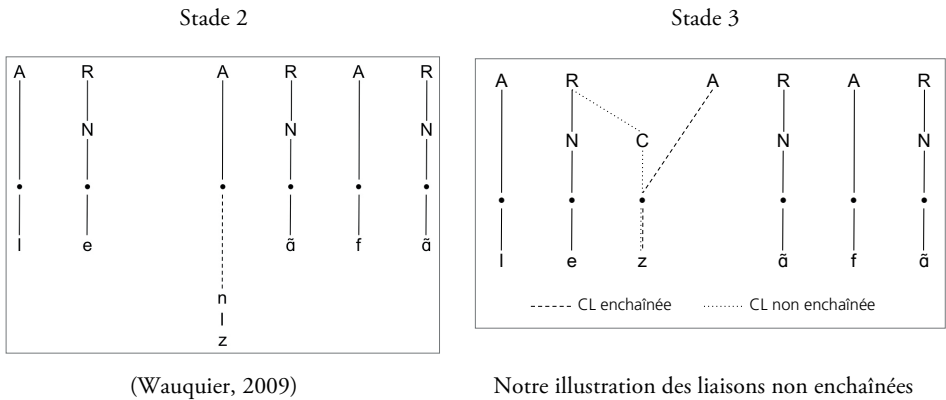 Stade 2
A R A R A R
N N N
• • • • • •
l e ã f ã
n
l
z
(Wauquier, 2009)
Stade 3
A R A R A R
N C N N
• • • • • •
l e z ã f ã
CL enchaînée CL non enchaînée
Notre illustration des liaisons non enchaînées